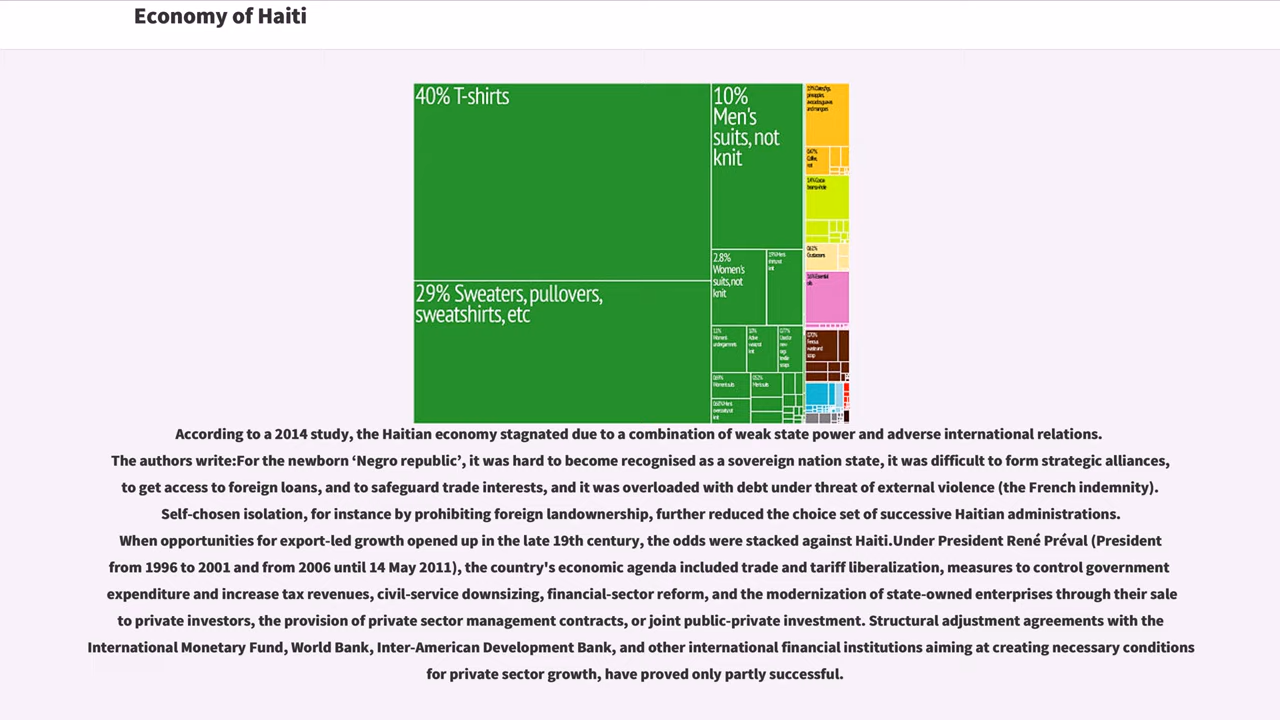 Economy of Haiti
40% T-shirts
10%
Men's
suits, not
knit
2.8%
Women's
suits, not
knit
29% Sweaters, pullovers,
sweatshirts, etc
According to a 2014 study, the Haitian economy stagnated due to a combination of weak state power and adverse international relations.
The authors write:For the newborn ‘Negro republic’, it was hard to become recognised as a sovereign nation state, it was difficult to form strategic alliances,
to get access to foreign loans, and to safeguard trade interests, and it was overloaded with debt under threat of external violence (the French indemnity).
Self-chosen isolation, for instance by prohibiting foreign landownership, further reduced the choice set of successive Haitian administrations.
When opportunities for export-led growth opened up in the late 19th century, the odds were stacked against Haiti.Under President René Préval (President
from 1996 to 2001 and from 2006 until 14 May 2011), the country's economic agenda included trade and tariff liberalization, measures to control government
expenditure and increase tax revenues, civil-service downsizing, financial-sector reform, and the modernization of state-owned enterprises through their sale
to private investors, the provision of private sector management contracts, or joint public-private investment. Structural adjustment agreements with the
International Monetary Fund, World Bank, Inter-American Development Bank, and other international financial institutions aiming at creating necessary conditions
for private sector growth, have proved only partly successful.